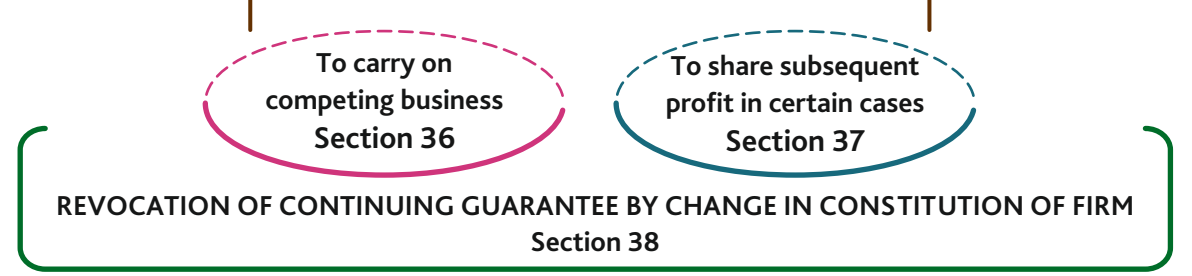 To carry on
competing business
Section 36
To share subsequent
profit in certain cases
Section 37
REVOCATION OF CONTINUING GUARANTEE BY CHANGE IN CONSTITUTION OF FIRM
Section 38